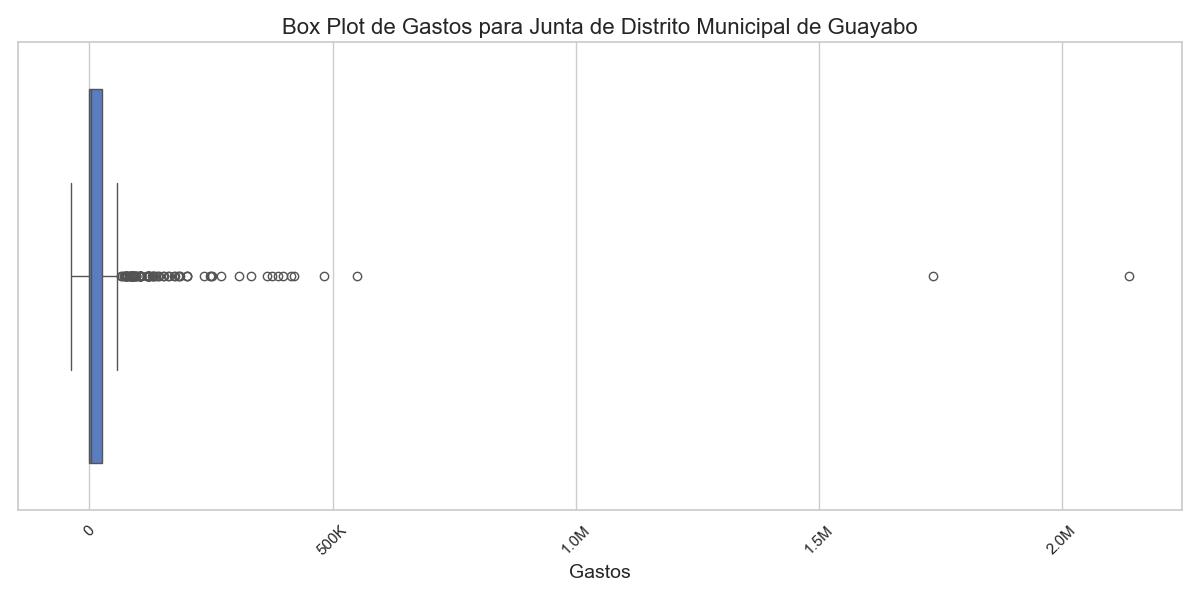 Box Plot de Gastos para Junta de Distrito Municipal de Guayabo
0
500K
1.0M
1.5M
2.0M
Gastos